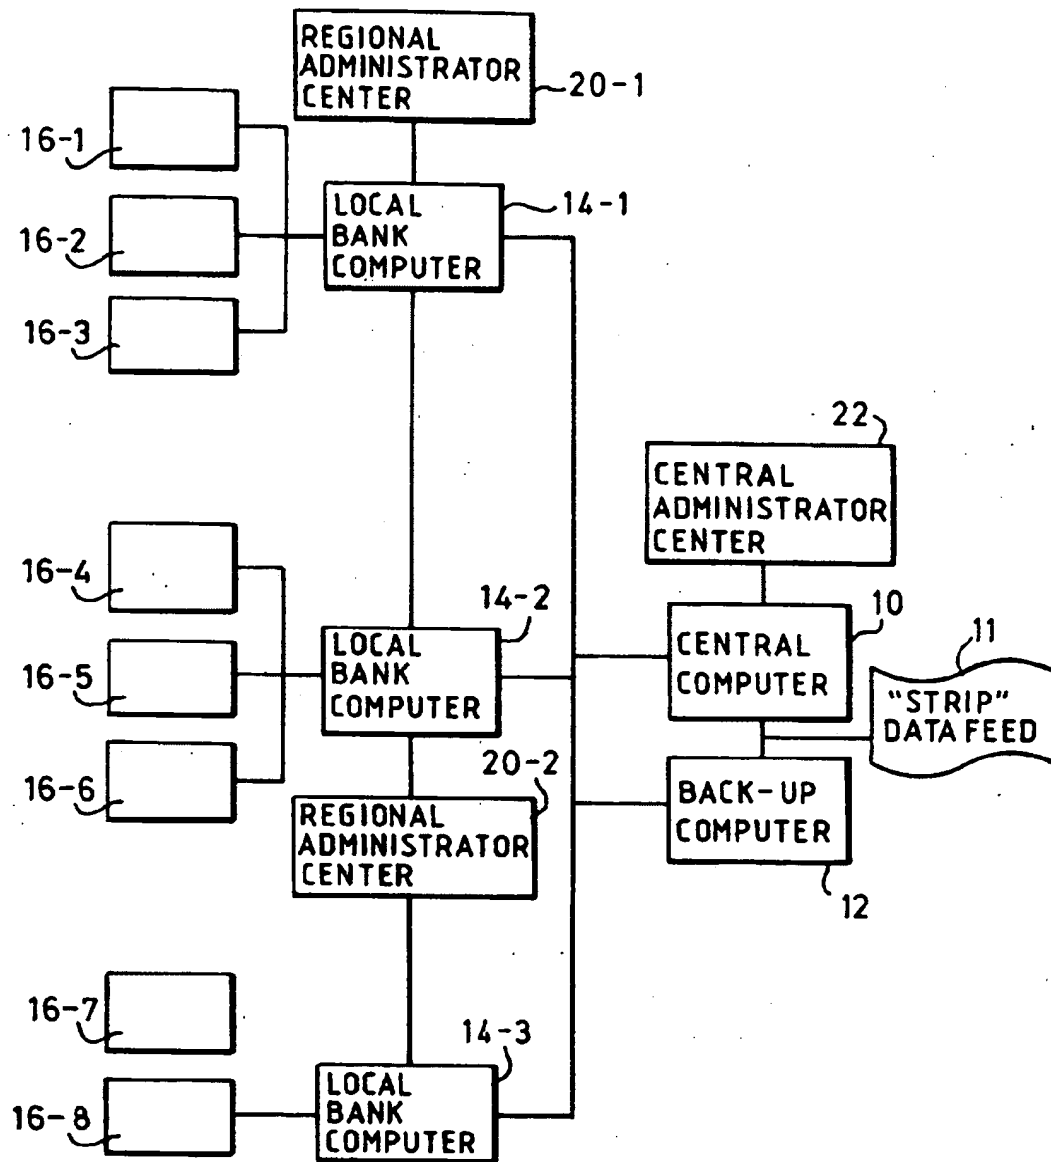 REGIONAL
ADMINISTRATOR
CENTER
20-1
16-1
16-2
16-3
LOCAL
BANK
COMPUTER
14-1
22
CENTRAL
ADMINISTRATOR
CENTER
16-4
16-5
16-6
14-2
LOCAL
BANK
COMPUTER
10
CENTRAL
COMPUTER
11
"STRIP"
DATA FEED
20-2
REGIONAL
ADMINISTRATOR
CENTER
BACK-UP
COMPUTER
12
16-7
16-8
14-3
LOCAL
BANK
COMPUTER